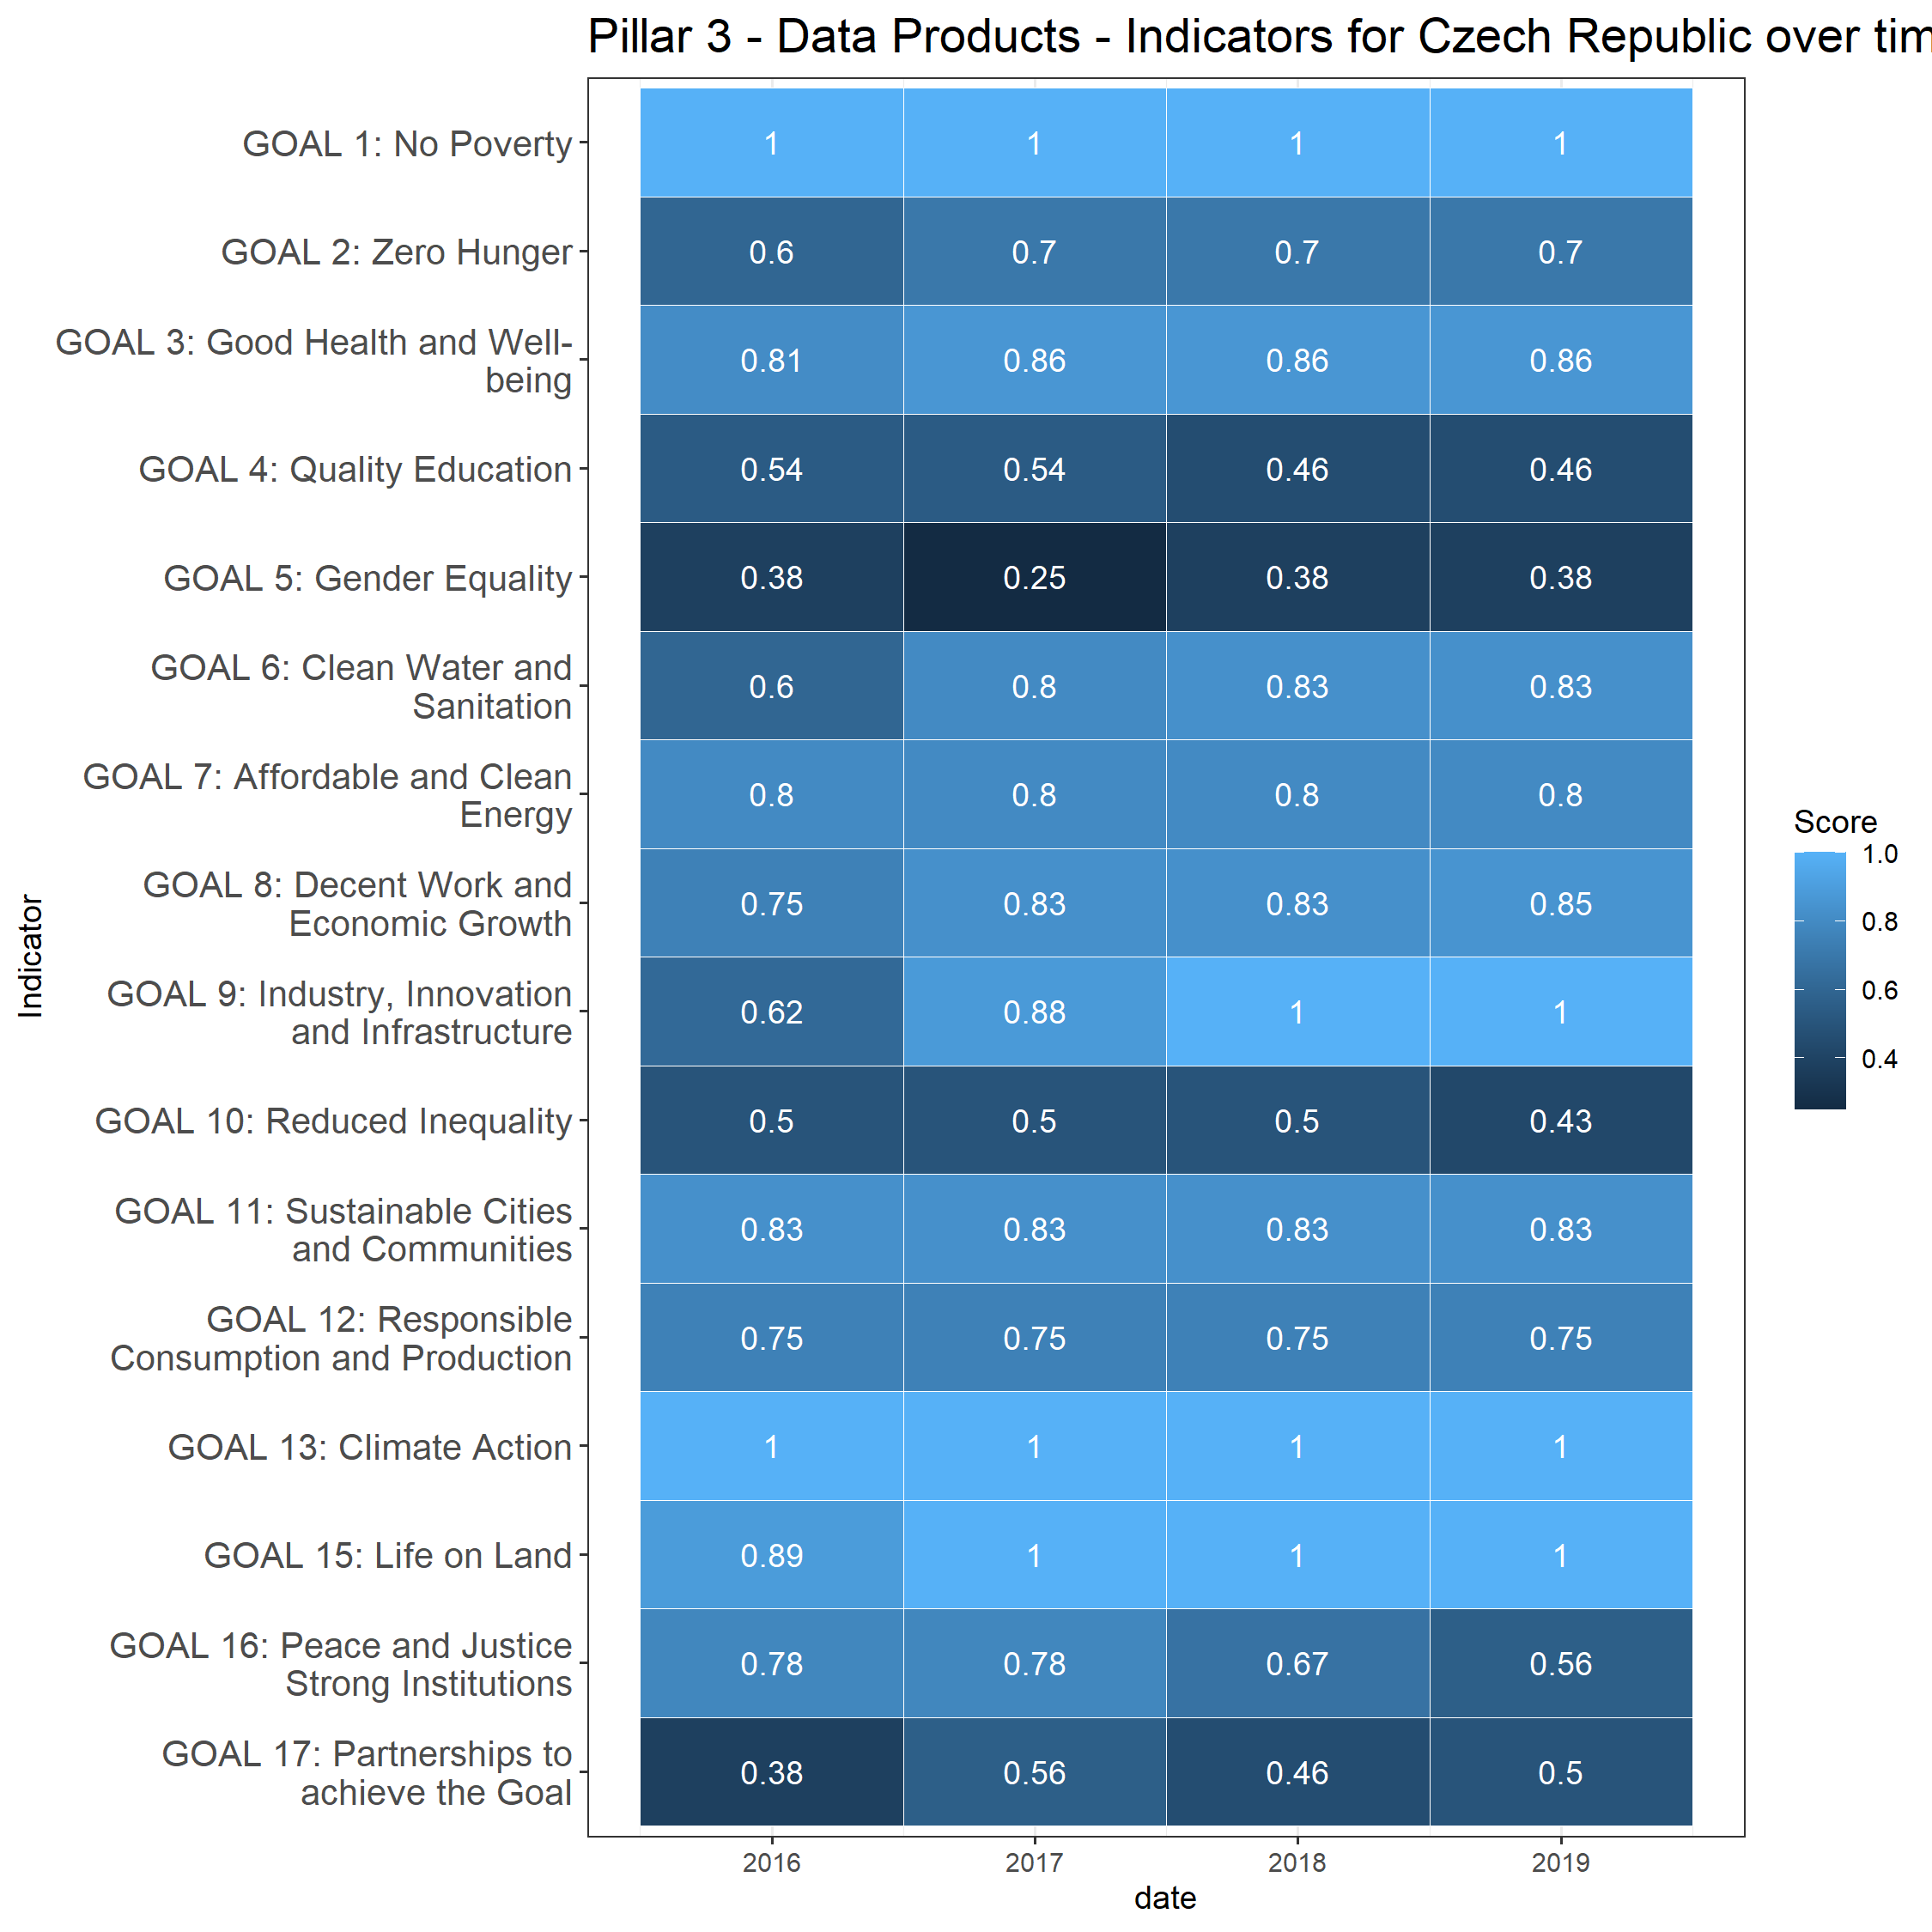 Pillar 3 - Data Products - Indicators for Czech Republic over tim
GOAL 1: No Poverty
1 1 1 1
GOAL 2: Zero Hunger
0.6 0.7 0.7 0.7
GOAL 3: Good Health and Well-
being
0.81 0.86 0.86 0.86
GOAL 4: Quality Education
0.54 0.54 0.46 0.46
GOAL 5: Gender Equality
0.38 0.25 0.38 0.38
GOAL 6: Clean Water and
Sanitation
0.6 0.8 0.83 0.83
GOAL 7: Affordable and Clean
Energy
0.8 0.8 0.8 0.8
GOAL 8: Decent Work and
Economic Growth
0.75 0.83 0.83 0.85
GOAL 9: Industry, Innovation
and Infrastructure
0.62 0.88 1 1
GOAL 10: Reduced Inequality
0.5 0.5 0.5 0.43
GOAL 11: Sustainable Cities
and Communities
0.83 0.83 0.83 0.83
GOAL 12: Responsible
Consumption and Production
0.75 0.75 0.75 0.75
GOAL 13: Climate Action
1 1 1 1
GOAL 15: Life on Land
0.89 1 1 1
GOAL 16: Peace and Justice
Strong Institutions
0.78 0.78 0.67 0.56
GOAL 17: Partnerships to
achieve the Goal
0.38 0.56 0.46 0.5
2016 2017 2018 2019
date
Indicator
Score
1.0
0.8
0.6
0.4